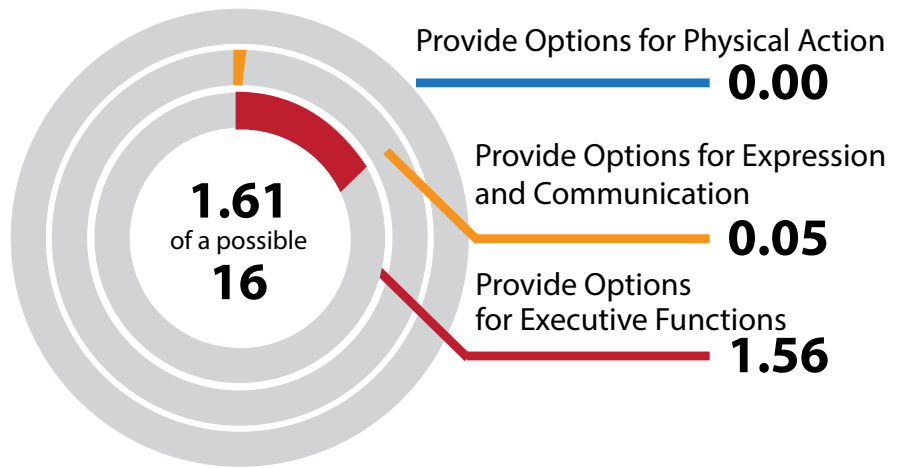 Provide Options for Physical Action
0.00
Provide Options for Expression
and Communication
0.05
Provide Options
for Executive Functions
1.56
1.61
of a possible
16